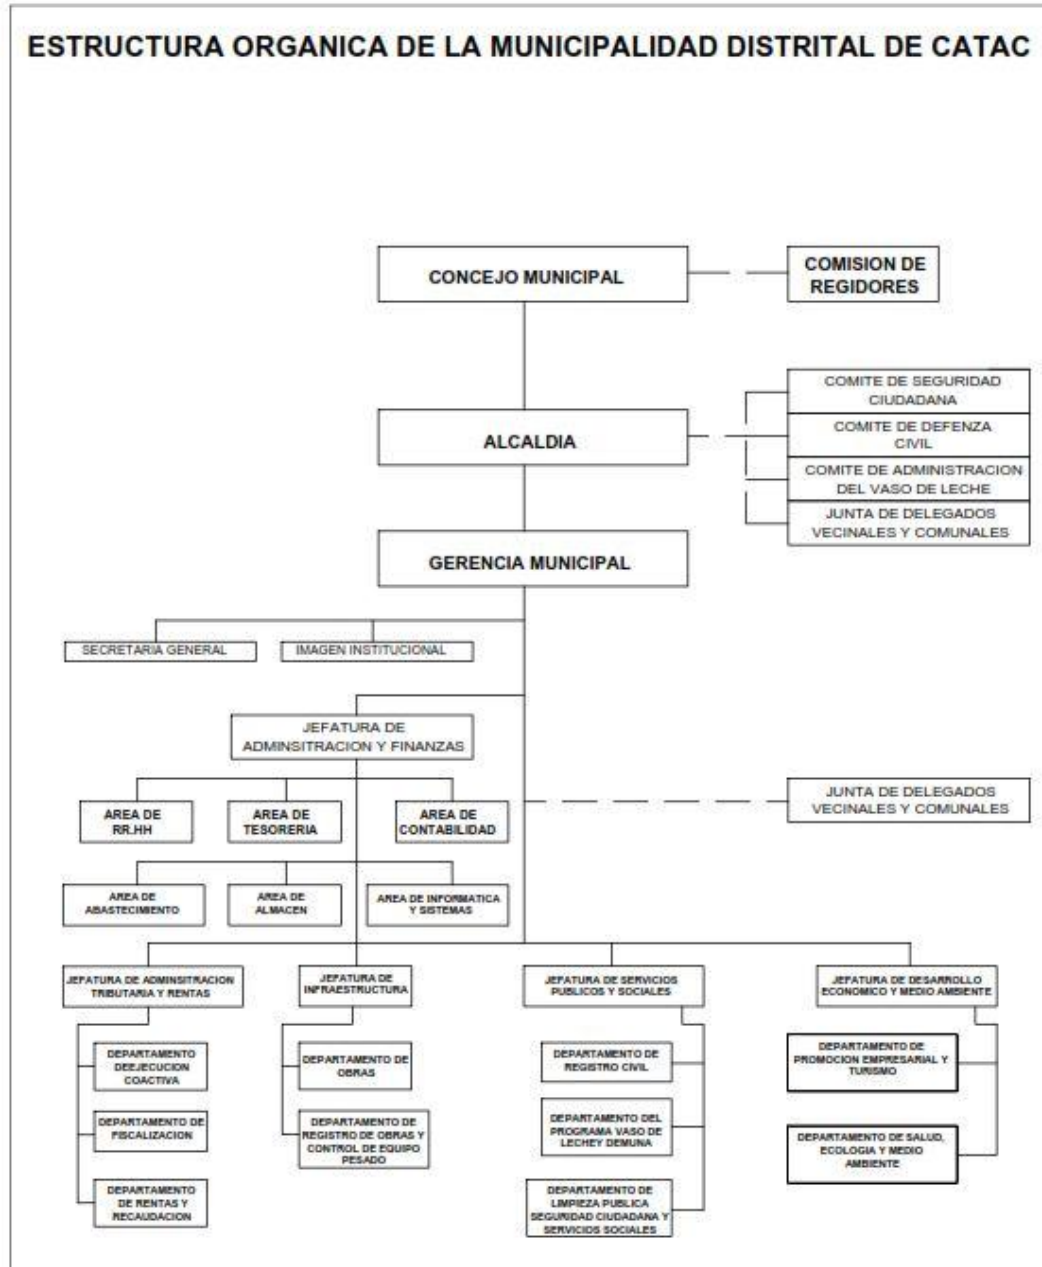 ESTRUCTURA ORGANICA DE LA MUNICIPALIDAD DISTRITAL DE CATAC
CONCEJO MUNICIPAL
COMISION DE
REGIDORES
COMITE DE SEGURIDAD
CIUDADANA
ALCALDIA
COMITE DE DEFENZA
CIVIL
COMITE DE ADMINISTRACION
DEL VASO DE LECHE
JUNTA DE DELEGADOS
VECINALES Y COMUNALES
GERENCIA MUNICIPAL
SECRETARIA GENERAL
IMAGEN INSTITUCIONAL
JEFATURA DE
ADMINSITRACION Y FINANZAS
AREA DE
RR.HH
AREA DE
TESORERIA
AREA DE
CONTABILIDAD
JUNTA DE DELEGADOS
VECINALES Y COMUNALES
AREA DE
ABASTECIMIENTO
AREA DE
ALMACEN
AREA DE INFORMATICA
Y SISTEMAS
JEFATURA DE ADMINSITRACION
TRIBUTARIA Y RENTAS
JEFATURA DE
INFRAESTRUCTURA
JEFATURA DE SERVICIOS
PUBLICOS Y SOCIALES
JEFATURA DE DESARROLLO
ECONOMICO Y MEDIO AMBIENTE
DEPARTAMENTO
DEEJECUCION
COACTIVA
DEPARTAMENTO DE
OBRAS
DEPARTAMENTO DE
REGISTRO CIVIL
DEPARTAMENTO DE
PROMOCION EMPRESARIAL Y
TURISMO
DEPARTAMENTO DE
FISCALIZACION
DEPARTAMENTO DE
REGISTRO DE OBRAS Y
CONTROL DE EQUIPO
PESADO
DEPARTAMENTO DEL
PROGRAMA VASO DE
LECHEY DEMUNA
DEPARTAMENTO DE SALUD,
ECOLOGIA Y MEDIO
AMBIENTE
DEPARTAMENTO
DE RENTAS Y
RECAUDACION
DEPARTAMENTO DE
LIMPIEZA PUBLICA
SEGURIDAD CIUDADANA Y
SERVICIOS SOCIALES